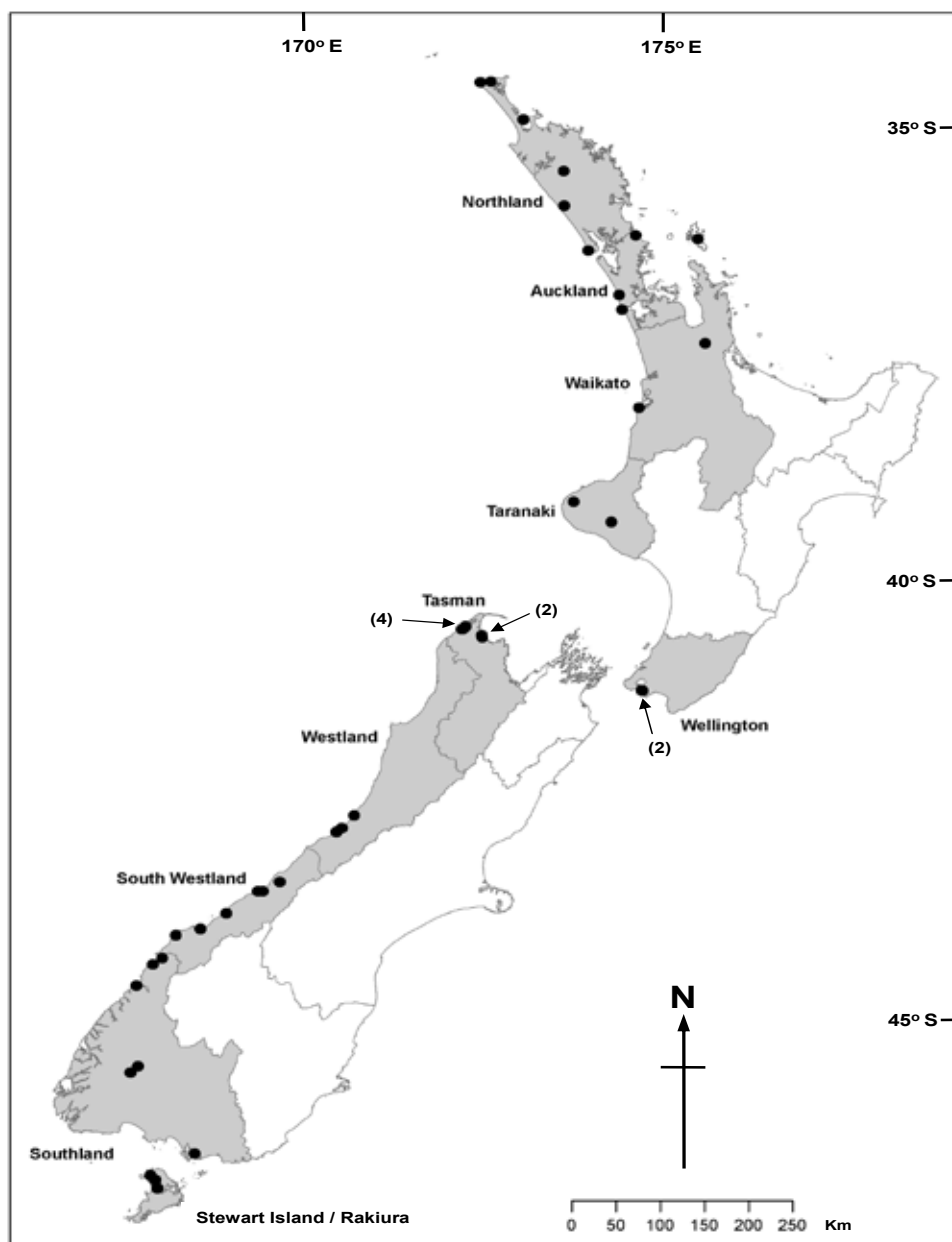 170º E
175º E
35º S
Northland
Auckland
Waikato
Taranaki
40º S
Tasman
(4)
(2)
Westland
Wellington
(2)
South Westland
N
45º S
Southland
Stewart Island / Rakiura
0 50 100 150 200 250 Km